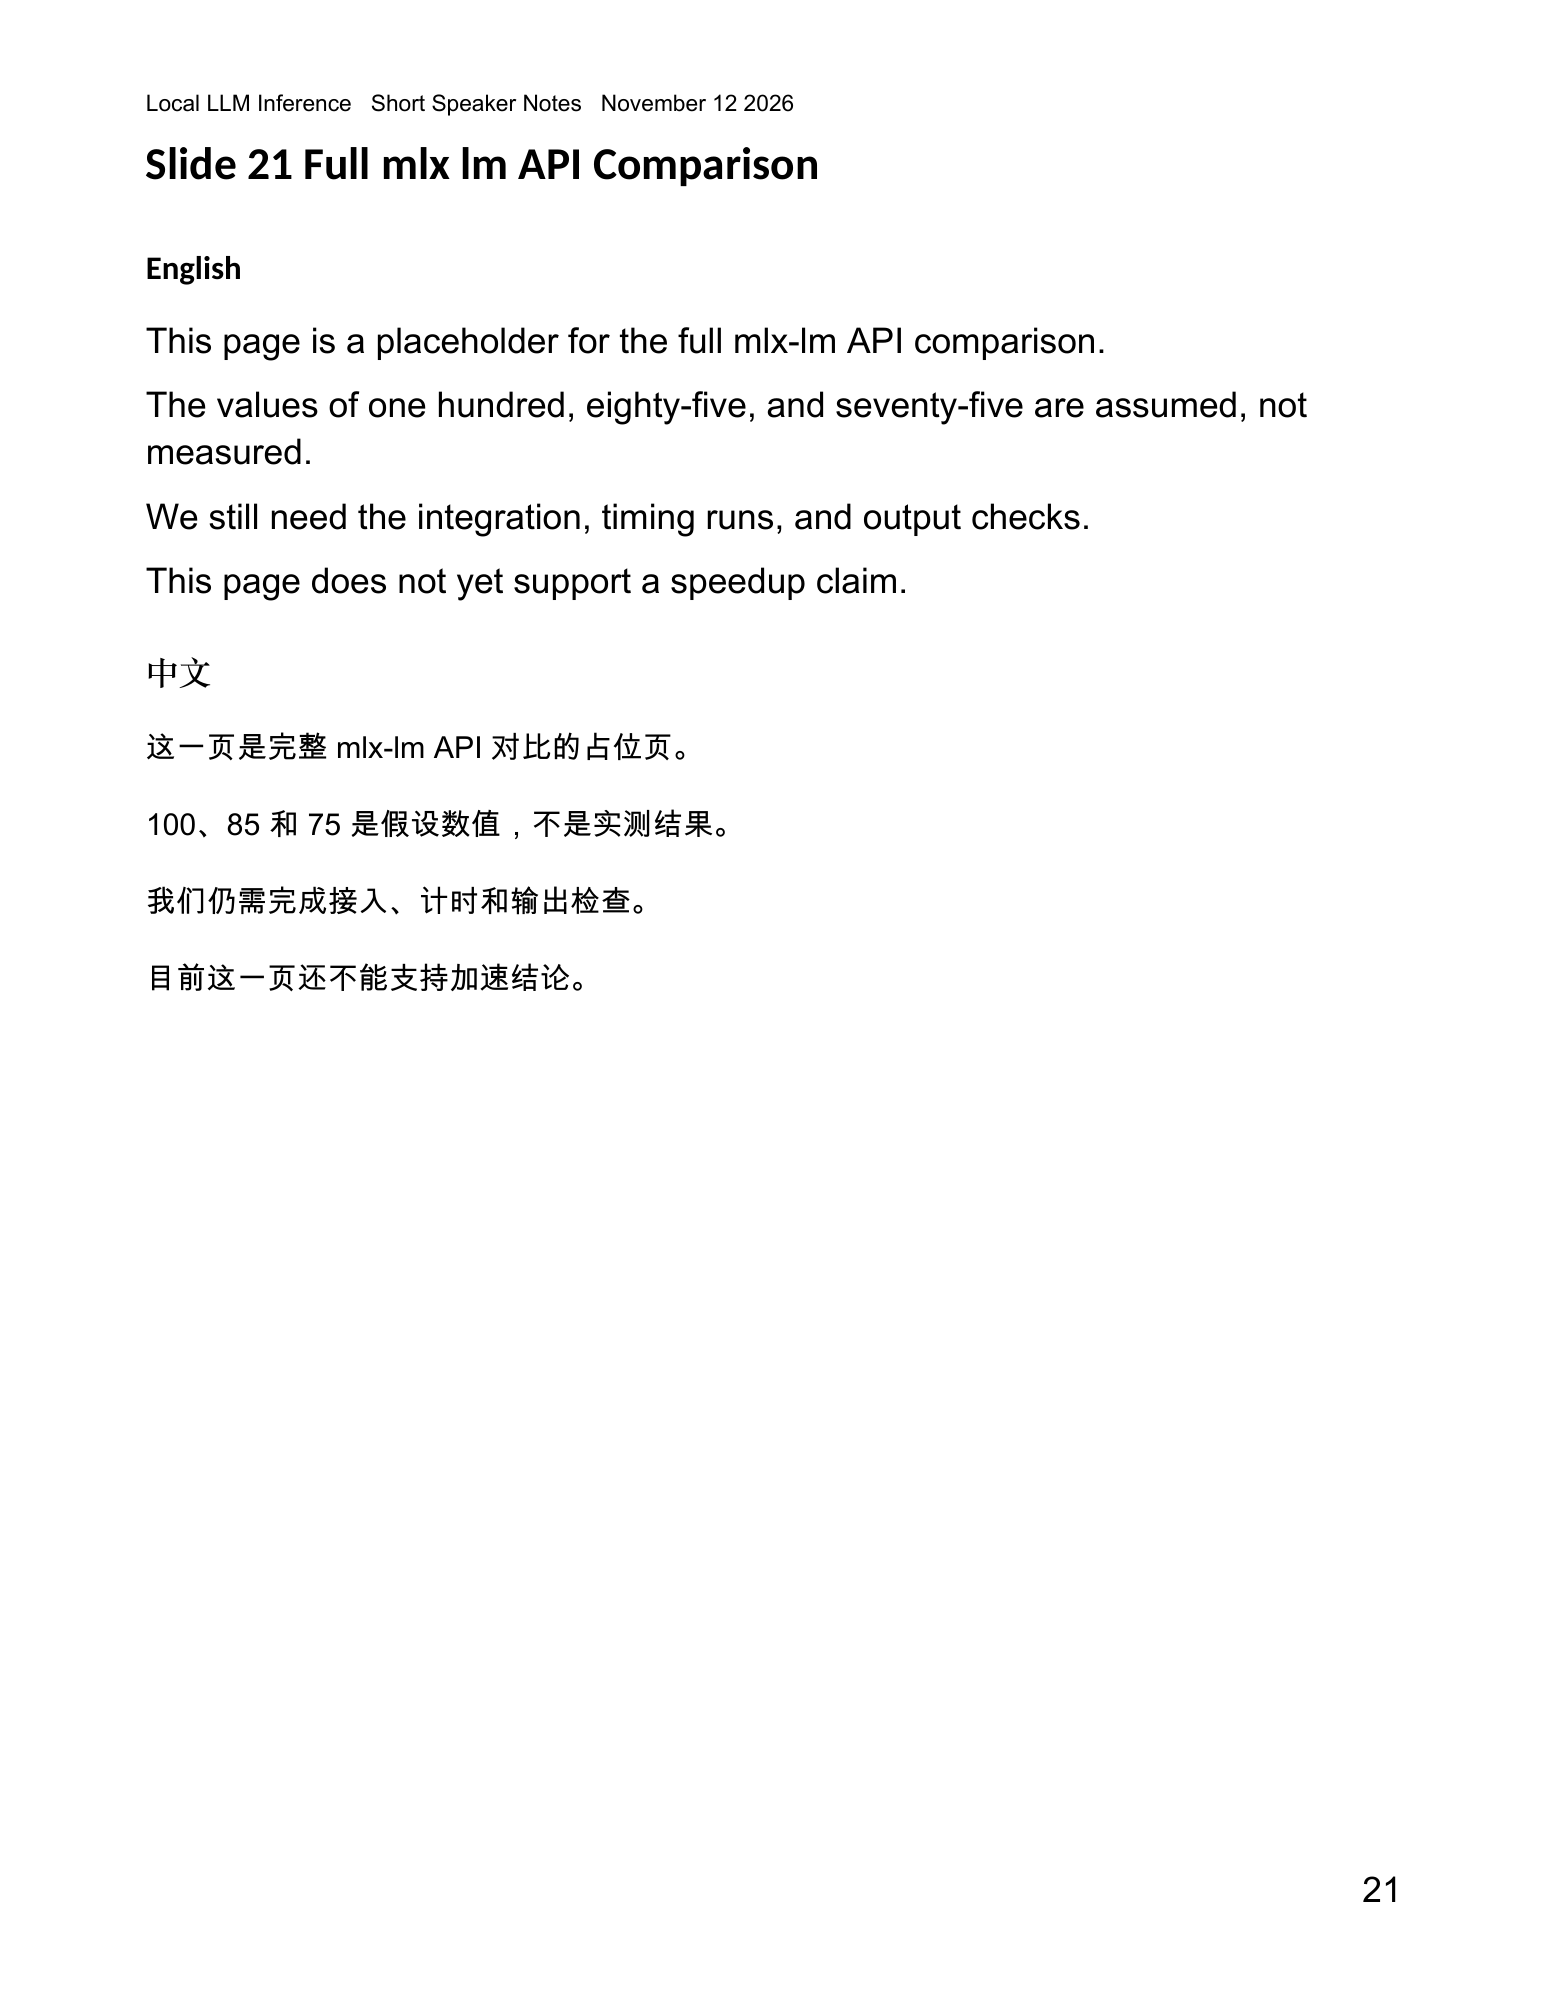 Local LLM Inference   Short Speaker Notes   November 12 2026
Slide 21 Full mlx lm API Comparison
English
This page is a placeholder for the full mlx-lm API comparison.
The values of one hundred, eighty-five, and seventy-five are assumed, not
measured.
We still need the integration, timing runs, and output checks.
This page does not yet support a speedup claim.
中文
这一页是完整 mlx-lm API 对比的占位页。
100、85 和 75 是假设数值，不是实测结果。
我们仍需完成接入、计时和输出检查。
目前这一页还不能支持加速结论。
21